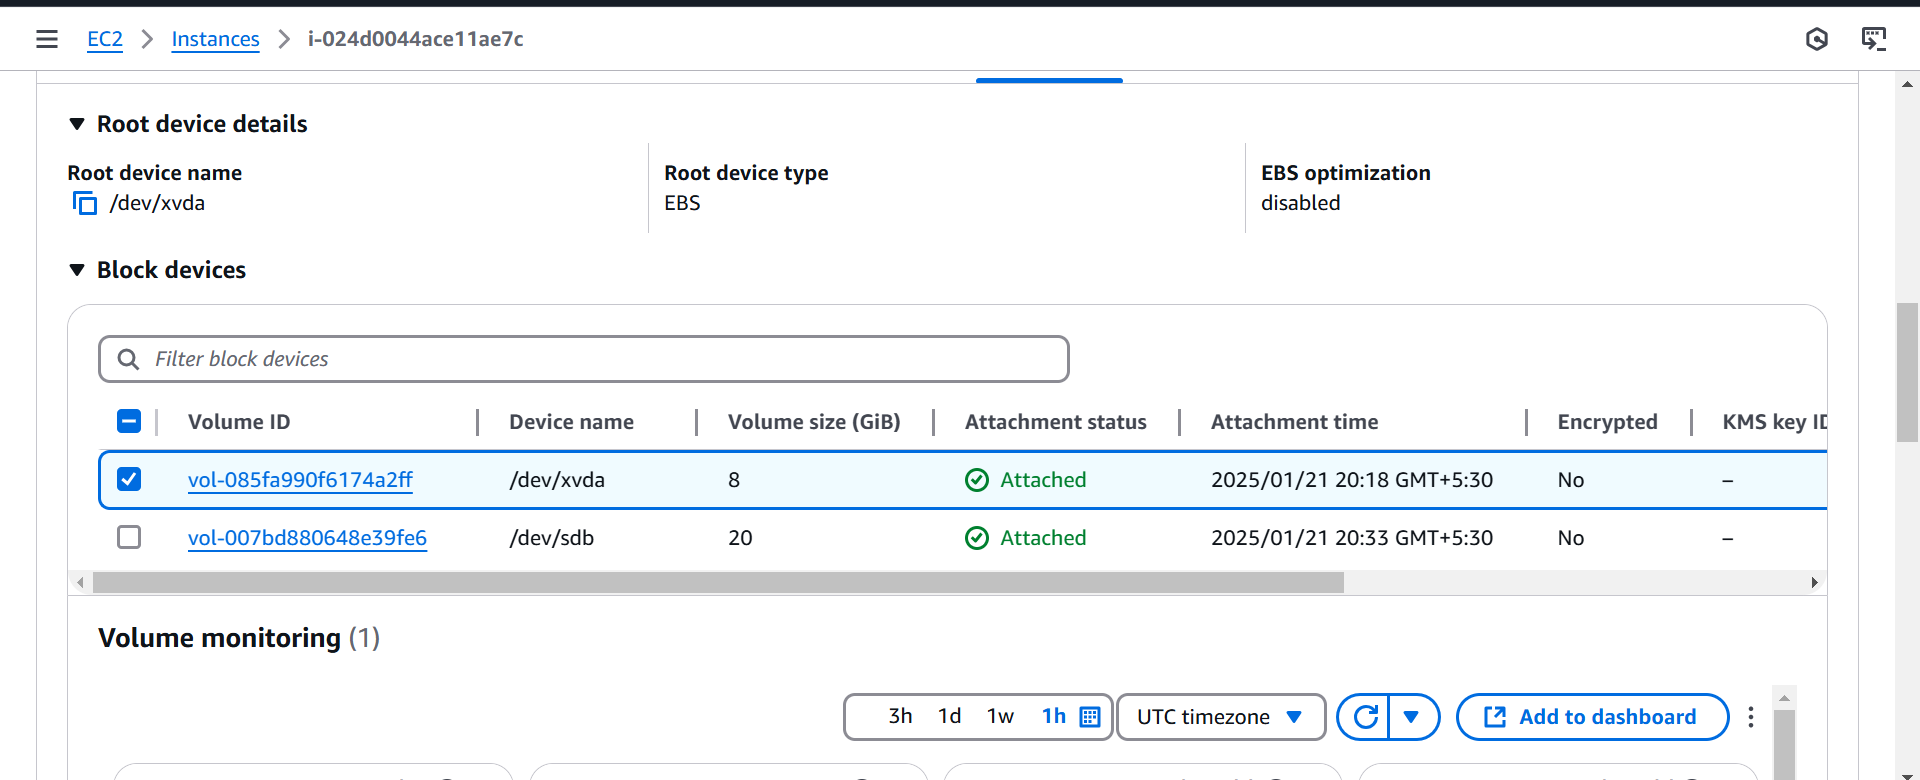 EC2 > Instances > i-024d0044ace11ae7c
Root device details
Root device name Root device type EBS optimization
/dev/xvda EBS disabled
Block devices
Filter block devices
Volume ID Device name Volume size (GiB) Attachment status Attachment time Encrypted KMS key ID
vol-085fa990f6174a2ff /dev/xvda 8 Attached 2025/01/21 20:18 GMT+5:30 No –
vol-007bd880648e39fe6 /dev/sdb 20 Attached 2025/01/21 20:33 GMT+5:30 No –
Volume monitoring (1)
3h 1d 1w 1h UTC timezone Add to dashboard